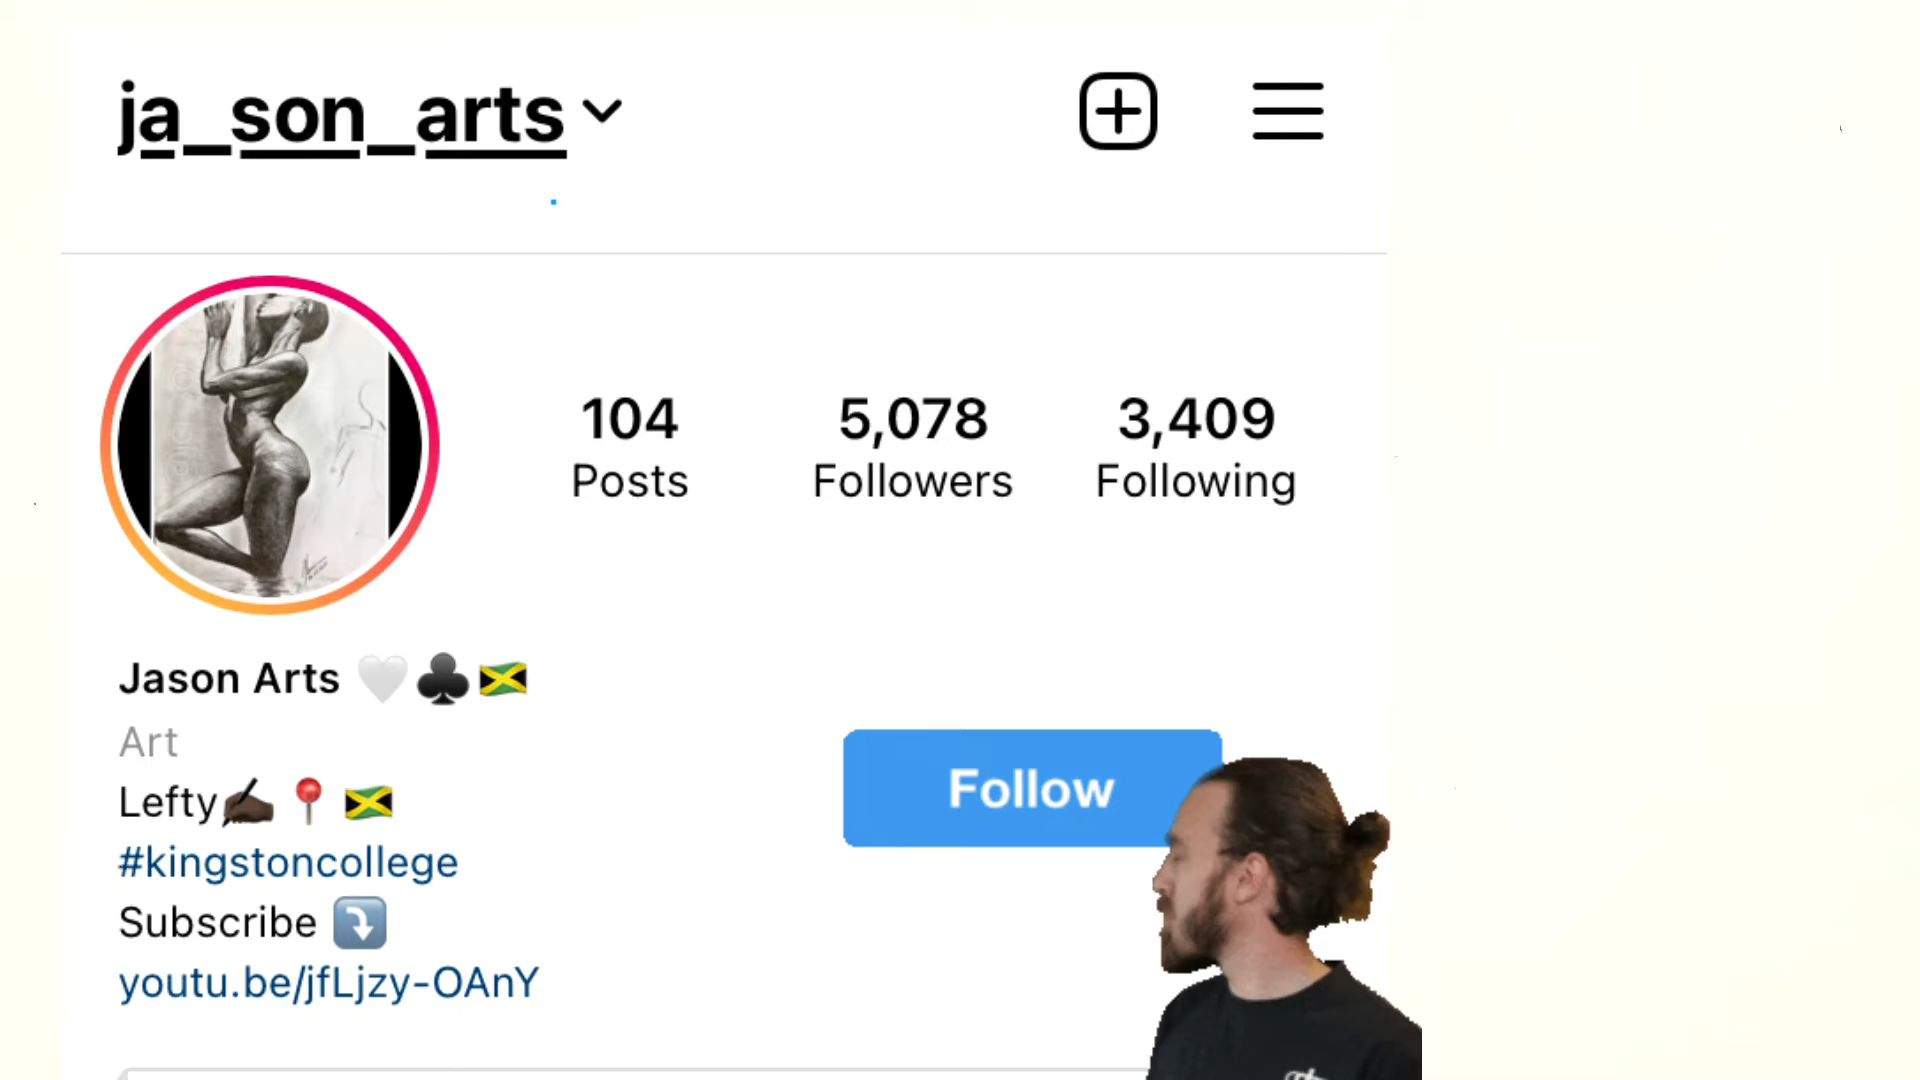 ja_son_arts
104 5,078 3,409
Posts Followers Following
Jason Arts 🤍♣️🇯🇲
Art
Lefty✍🏿📍🇯🇲
#kingstoncollege
Subscribe ⤵️
youtu.be/jfLjzy-OAnY
Follow